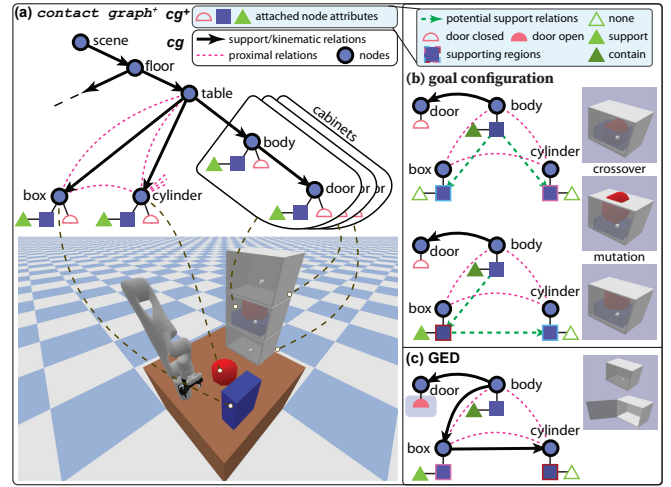 (a) contact graph⁺ cg⁺ attached node attributes
cg support/kinematic relations
proximal relations nodes
scene
floor
table
cabinets
body
door or or
box
cylinder
potential support relations none
door closed door open support
supporting regions contain
(b) goal configuration
door
body
box
cylinder
crossover
door
body
box
cylinder
mutation
(c) GED
door
body
box
cylinder